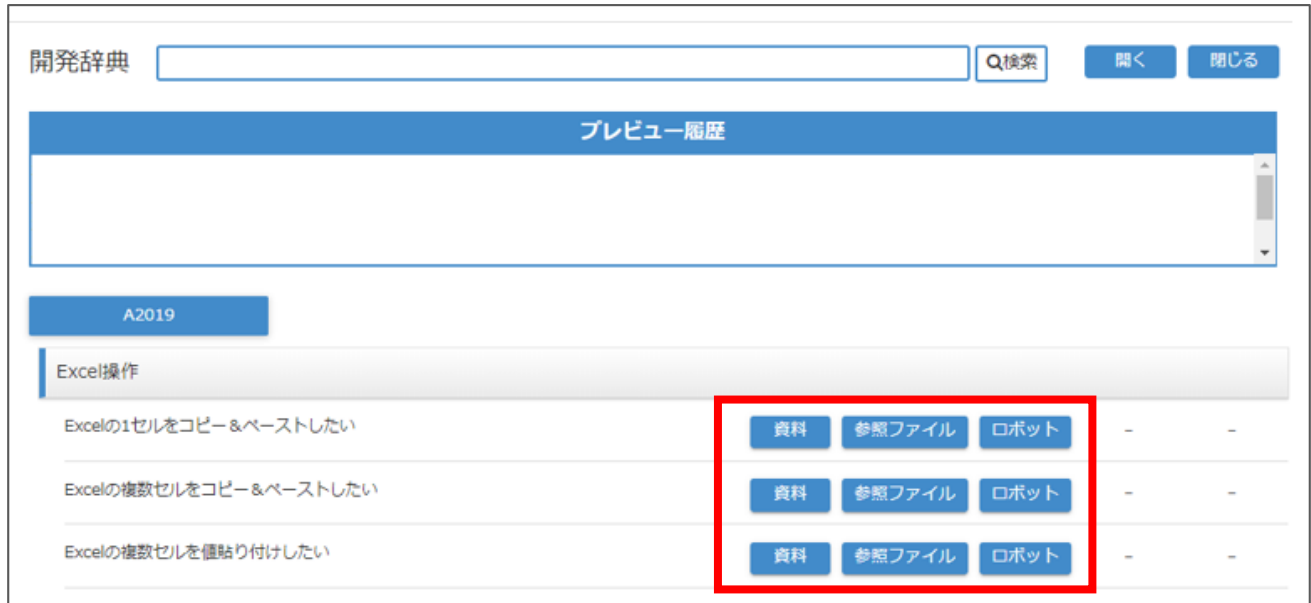 開発辞典 検索 開く 閉じる
プレビュー履歴
A2019
Excel操作
Excelの1セルをコピー&ペーストしたい 資料 参照ファイル ロボット - -
Excelの複数セルをコピー&ペーストしたい 資料 参照ファイル ロボット - -
Excelの複数セルを値貼り付けしたい 資料 参照ファイル ロボット - -